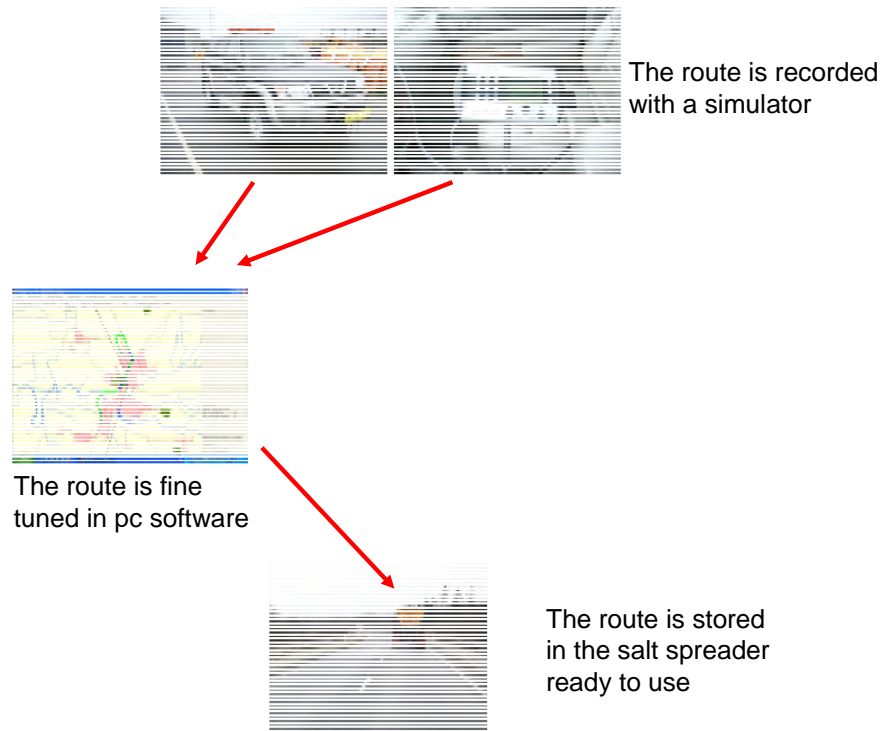 The route is recorded
with a simulator
The route is fine
tuned in pc software
The route is stored
in the salt spreader
ready to use